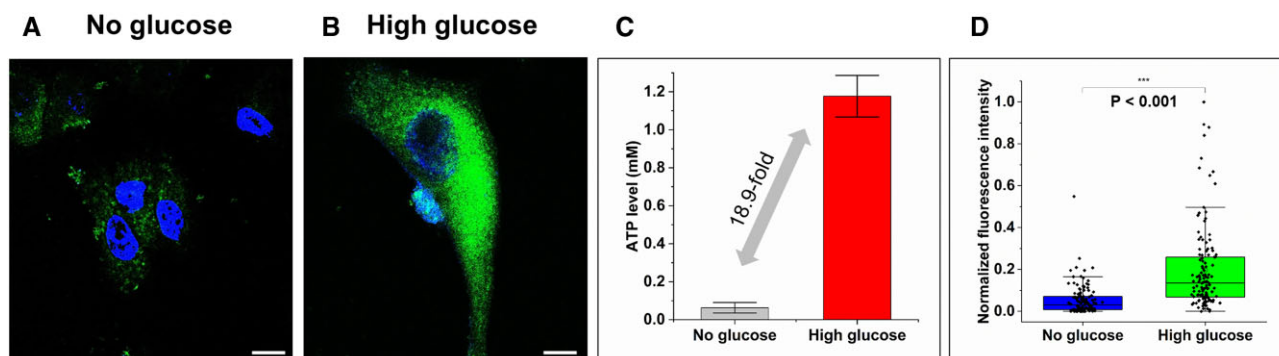 A No glucose
B High glucose
C
ATP level (mM)
1.2
1.0
0.8
0.6
0.4
0.2
0.0
18.9-fold
No glucose High glucose
D
Normalized fluorescence intensity
1.0
0.8
0.6
0.4
0.2
0.0
***
P < 0.001
No glucose High glucose